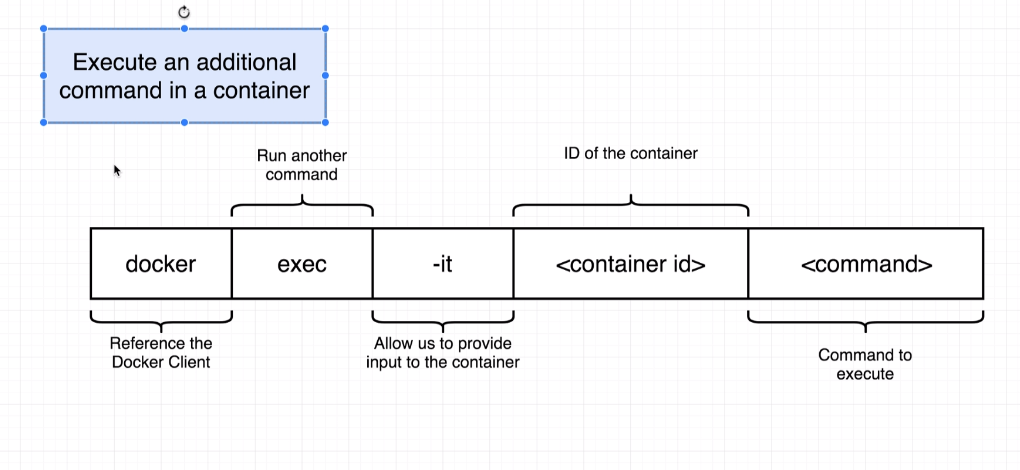 Execute an additional
command in a container
Run another
command
ID of the container
docker
exec
-it
<container id>
<command>
Reference the
Docker Client
Allow us to provide
input to the container
Command to
execute